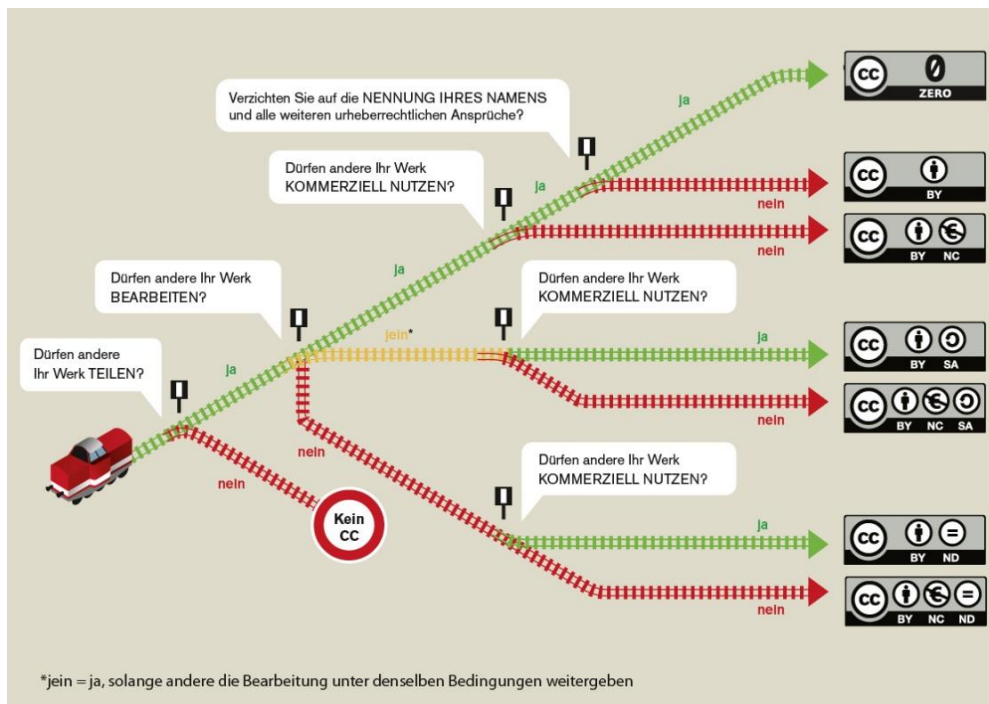 Verzichten Sie auf die NENNUNG IHRES NAMENS
und alle weiteren urheberrechtlichen Ansprüche?
ja
cc
0
ZERO
Dürfen andere Ihr Werk
KOMMERZIELL NUTZEN?
ja
nein
cc
BY
nein
cc
BY NC
Dürfen andere Ihr Werk
BEARBEITEN?
ja
Dürfen andere Ihr Werk
KOMMERZIELL NUTZEN?
jein*
ja
cc
BY SA
nein
cc
BY NC SA
Dürfen andere
Ihr Werk TEILEN?
ja
nein
nein
Kein
CC
Dürfen andere Ihr Werk
KOMMERZIELL NUTZEN?
ja
cc
BY ND
nein
cc
BY NC ND
*jein = ja, solange andere die Bearbeitung unter denselben Bedingungen weitergeben